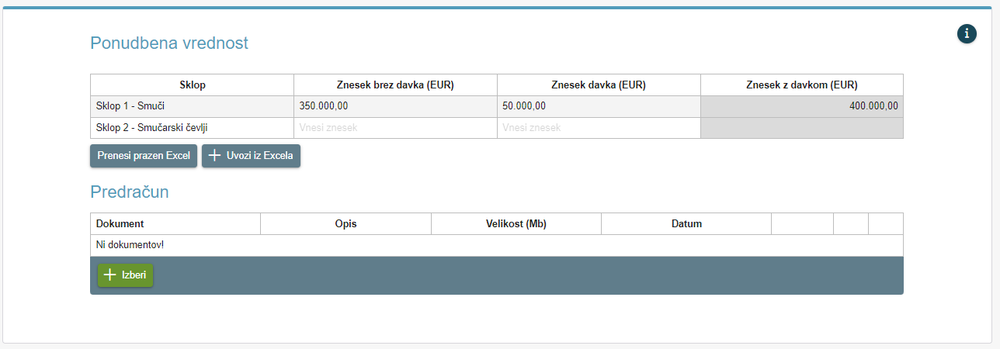 Ponudbena vrednost
Sklop Znesek brez davka (EUR) Znesek davka (EUR) Znesek z davkom (EUR)
Sklop 1 - Smuči 350.000,00 50.000,00 400.000,00
Sklop 2 - Smučarski čevlji Vnesi znesek Vnesi znesek
Prenesi prazen Excel Uvozi iz Excela
Predračun
Dokument Opis Velikost (Mb) Datum
Ni dokumentov!
Izberi